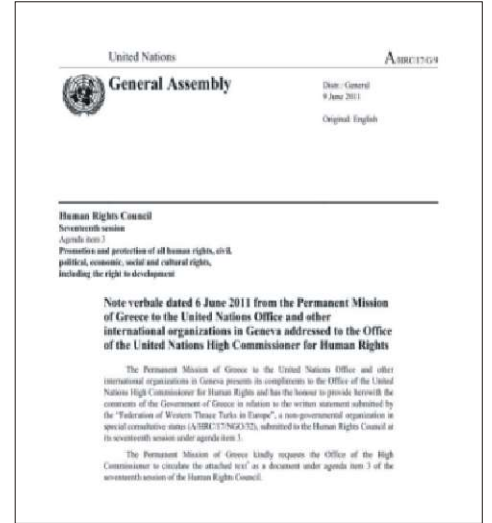 United Nations
A/HRC/17/G/9
General Assembly
Distr.: General
9 June 2011
Original: English
Human Rights Council
Seventeenth session
Agenda item 3
Promotion and protection of all human rights, civil,
political, economic, social and cultural rights,
including the right to development
Note verbale dated 6 June 2011 from the Permanent Mission
of Greece to the United Nations Office and other
international organizations in Geneva addressed to the Office
of the United Nations High Commissioner for Human Rights
The Permanent Mission of Greece to the United Nations Office and other
international organizations in Geneva presents its compliments to the Office of the United
Nations High Commissioner for Human Rights and has the honour to provide herewith the
comments of the Government of Greece in relation to the written statement submitted by
the "Federation of Western Thrace Turks in Europe", a non-governmental organization in
special consultative status (A/HRC/17/NGO/52), submitted to the Human Rights Council at
its seventeenth session under agenda item 3.
The Permanent Mission of Greece kindly requests the Office of the High
Commissioner to circulate the attached text* as a document under agenda item 3 of the
seventeenth session of the Human Rights Council.